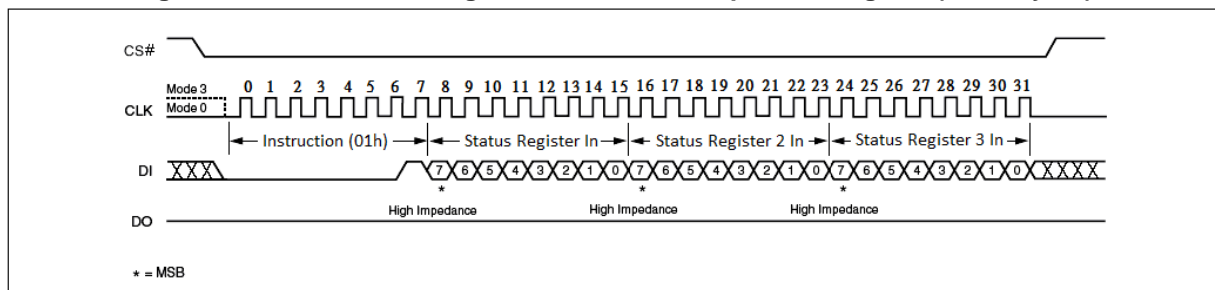 CS#
Mode 3
0 1 2 3 4 5 6 7 8 9 10 11 12 13 14 15 16 17 18 19 20 21 22 23 24 25 26 27 28 29 30 31
CLK
Mode 0
Instruction (01h) Status Register In Status Register 2 In Status Register 3 In
DI 7 6 5 4 3 2 1 0 7 6 5 4 3 2 1 0 7 6 5 4 3 2 1 0
* * *
High Impedance High Impedance High Impedance
DO
* = MSB